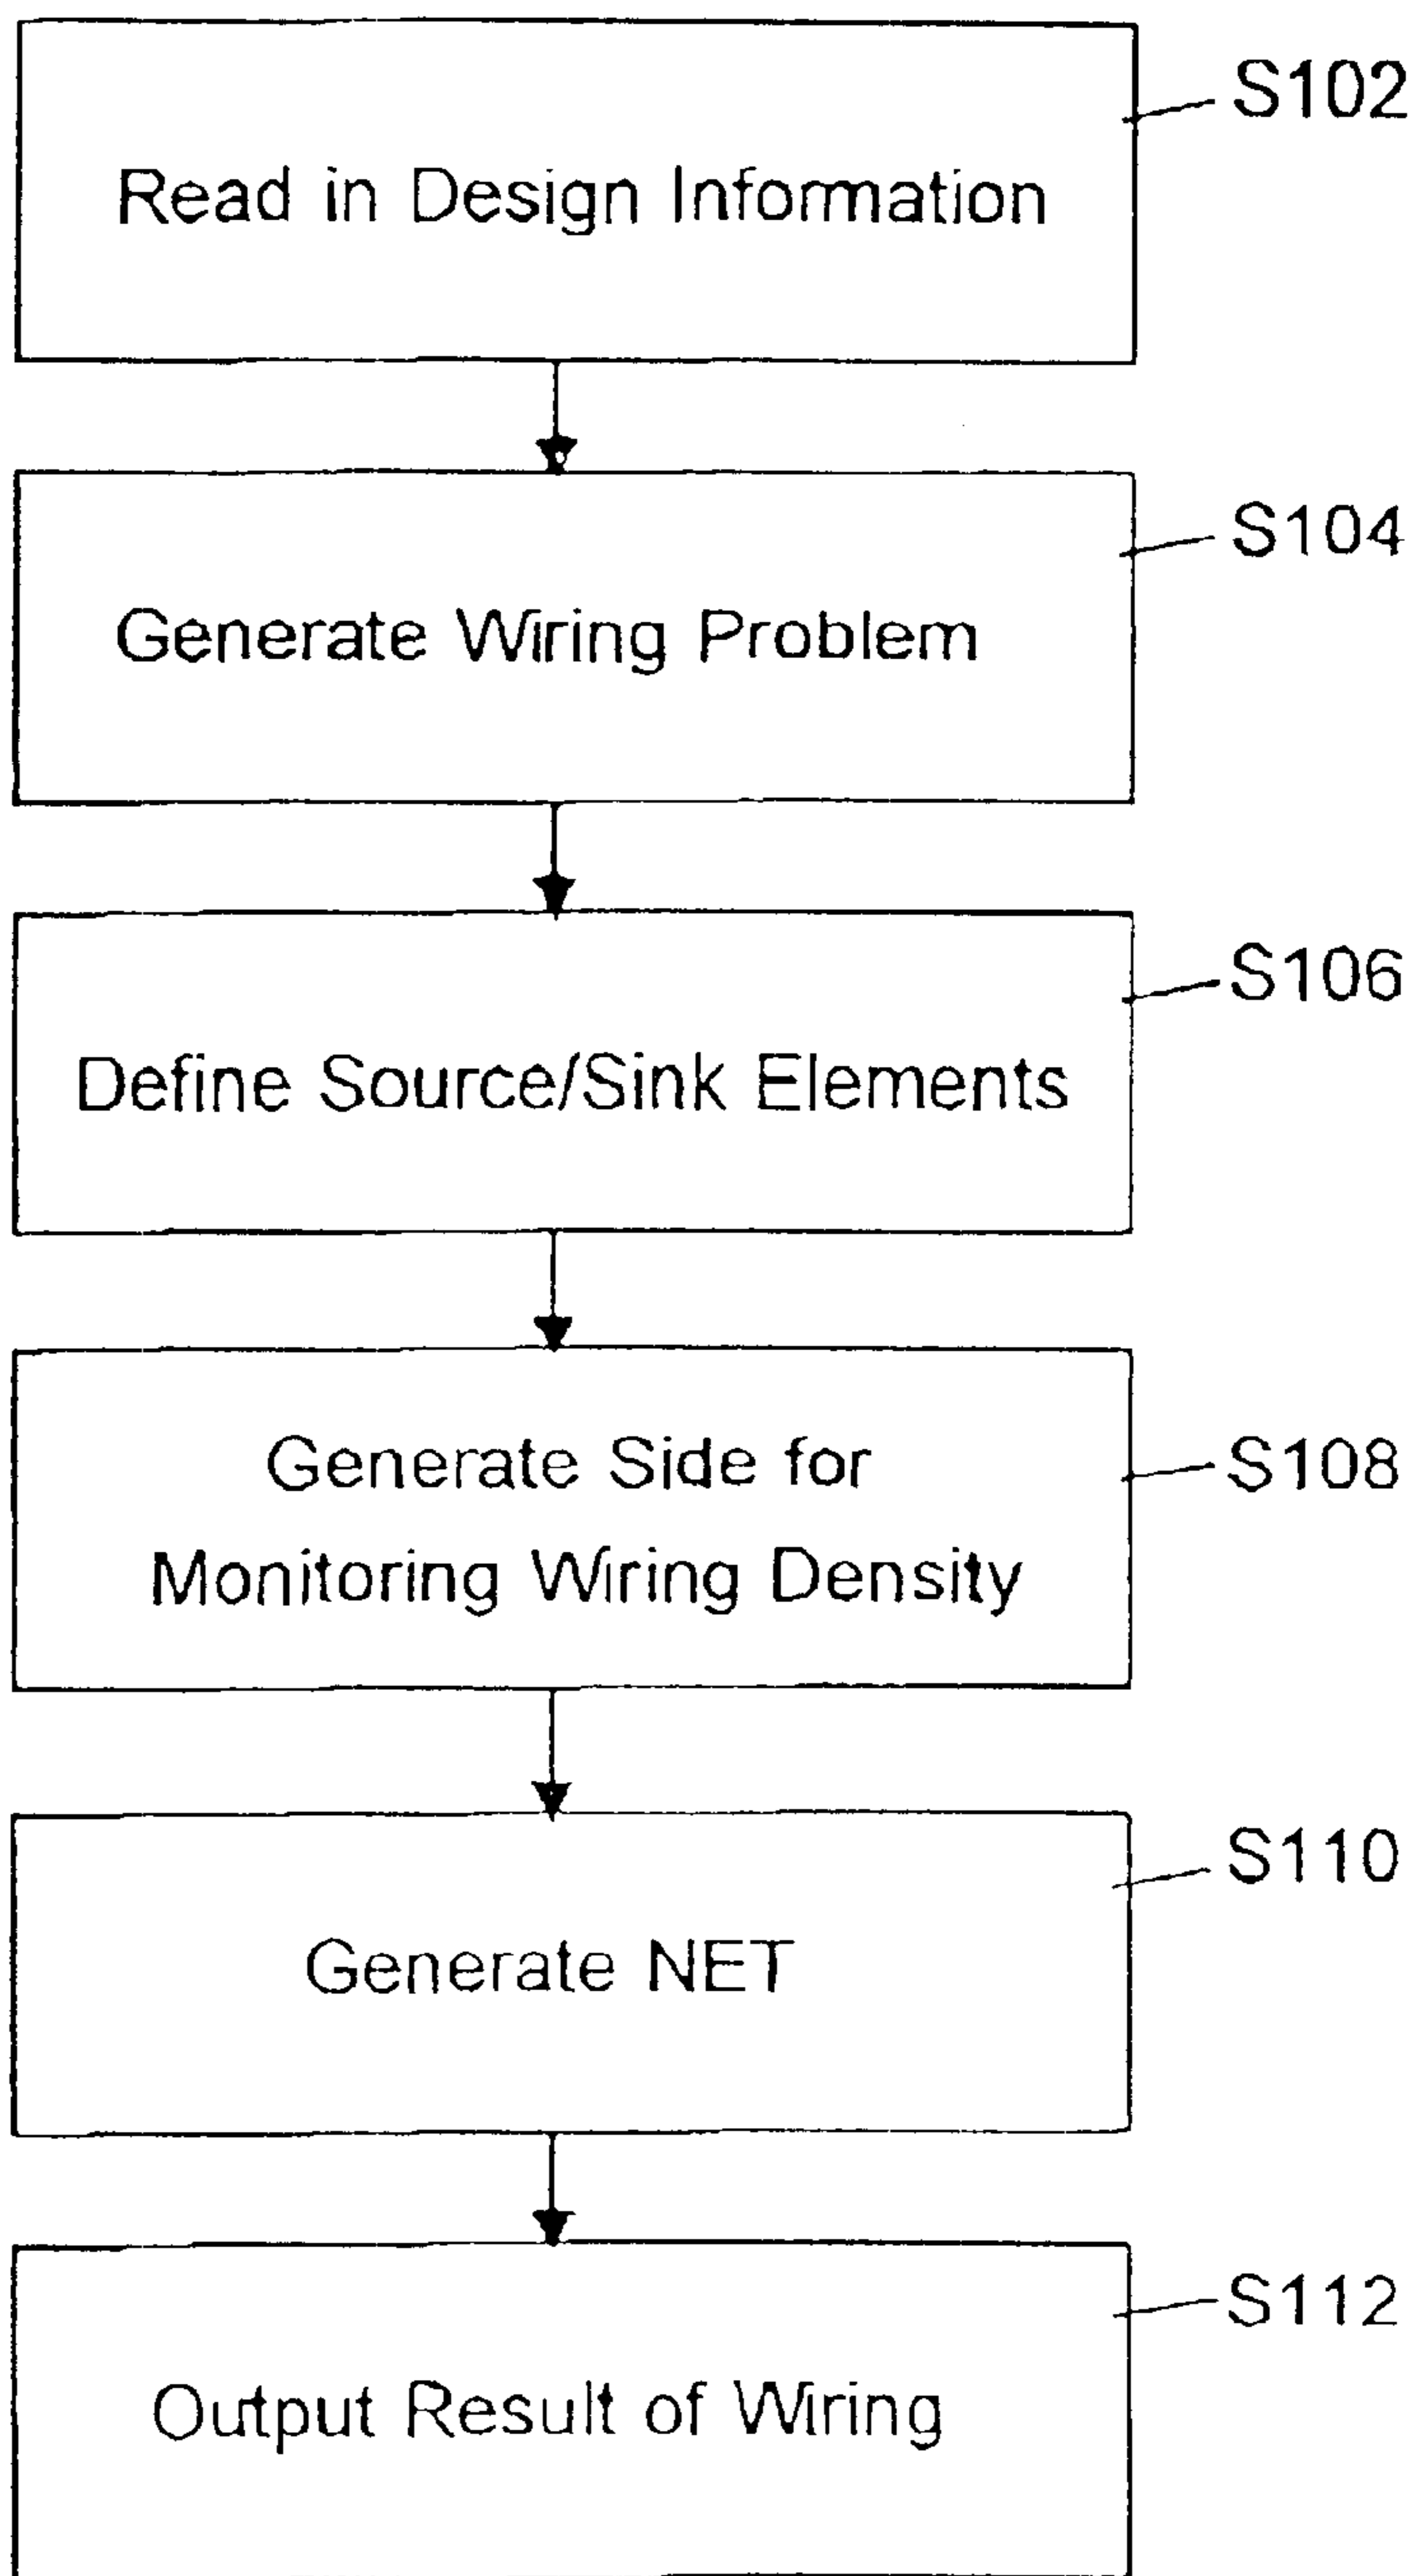 S102
Read in Design Information
S104
Generate Wiring Problem
S106
Define Source/Sink Elements
S108
Generate Side for
Monitoring Wiring Density
S110
Generate NET
S112
Output Result of Wiring